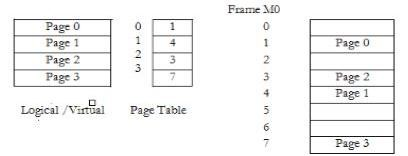 Frame M0
Page 0 0 1 0
Page 1 1 4 1 Page 0
Page 2 2 3 2
Page 3 3 7 3 Page 2
4 Page 1
Logical /Virtual Page Table 5
6
7 Page 3